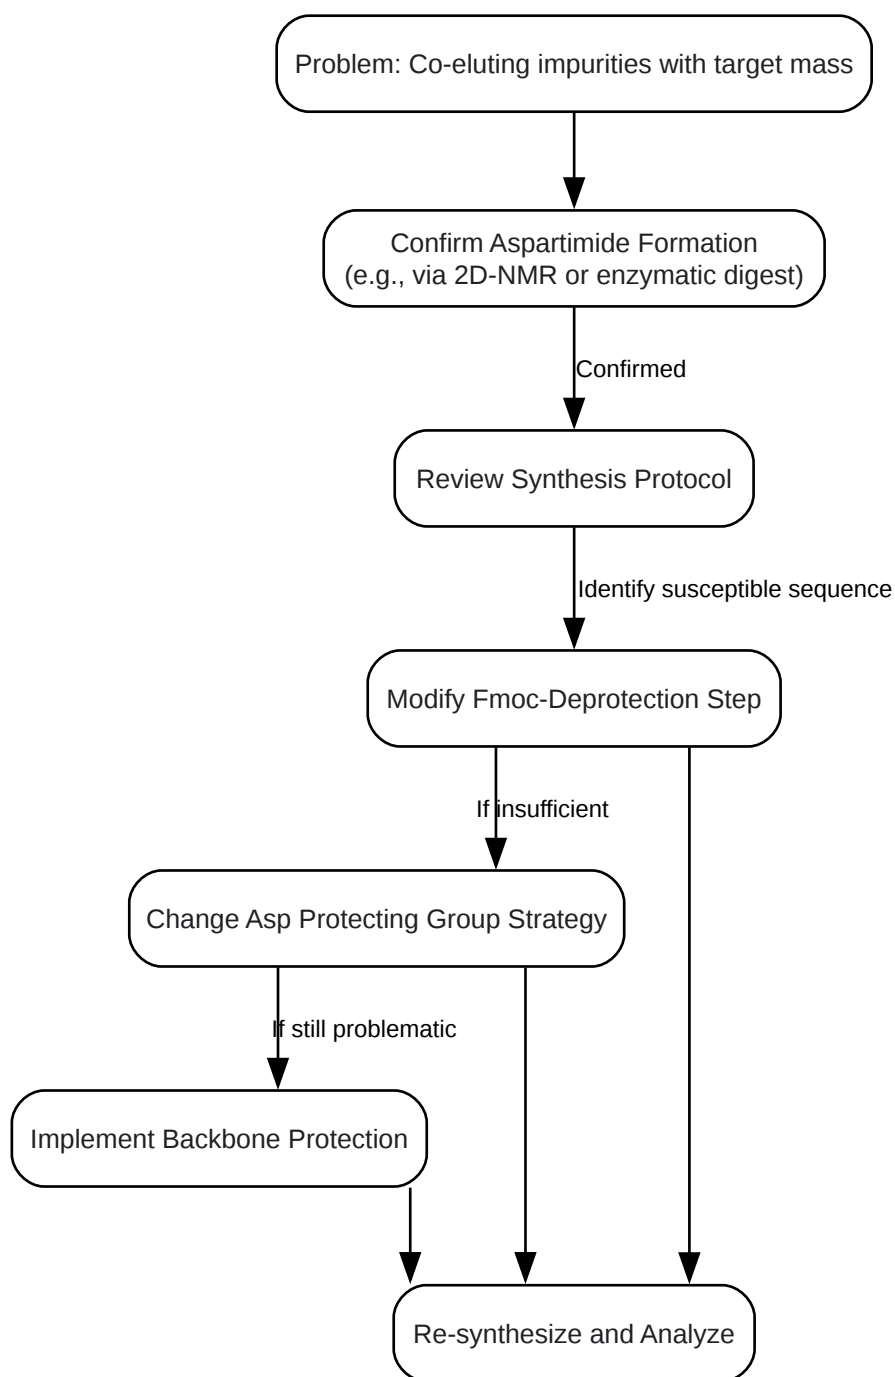 Problem: Co-eluting impurities with target mass
Confirm Aspartimide Formation
(e.g., via 2D-NMR or enzymatic digest)
Confirmed
Review Synthesis Protocol
Identify susceptible sequence
Modify Fmoc-Deprotection Step
If insufficient
Change Asp Protecting Group Strategy
If still problematic
Implement Backbone Protection
Re-synthesize and Analyze